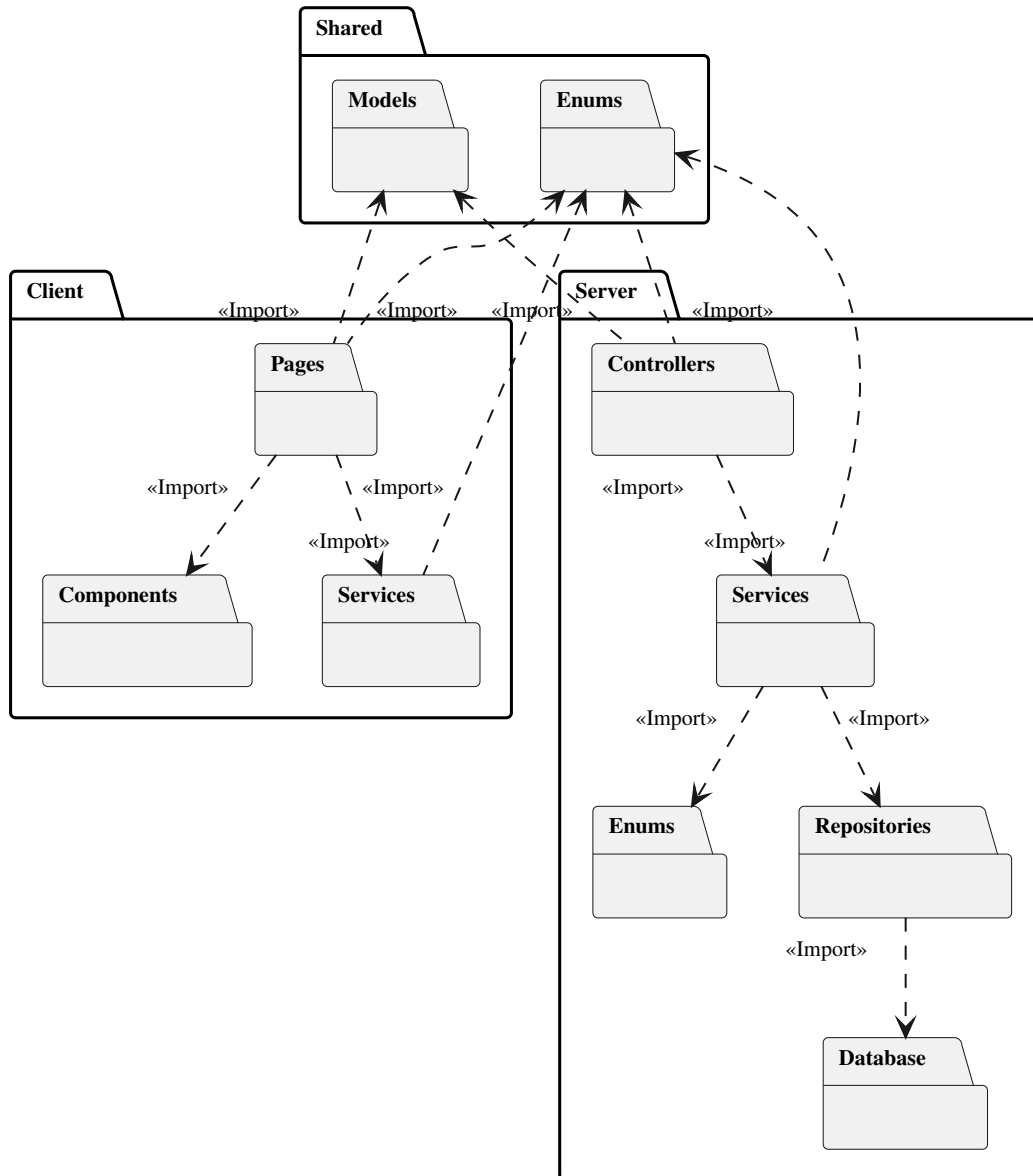 Shared
Models
Enums
Client
Server
«Import»
«Import»
«Import»
«Import»
Pages
Controllers
«Import»
«Import»
«Import»
«Import»
«Import»
Components
Services
Services
«Import»
«Import»
Enums
Repositories
«Import»
Database